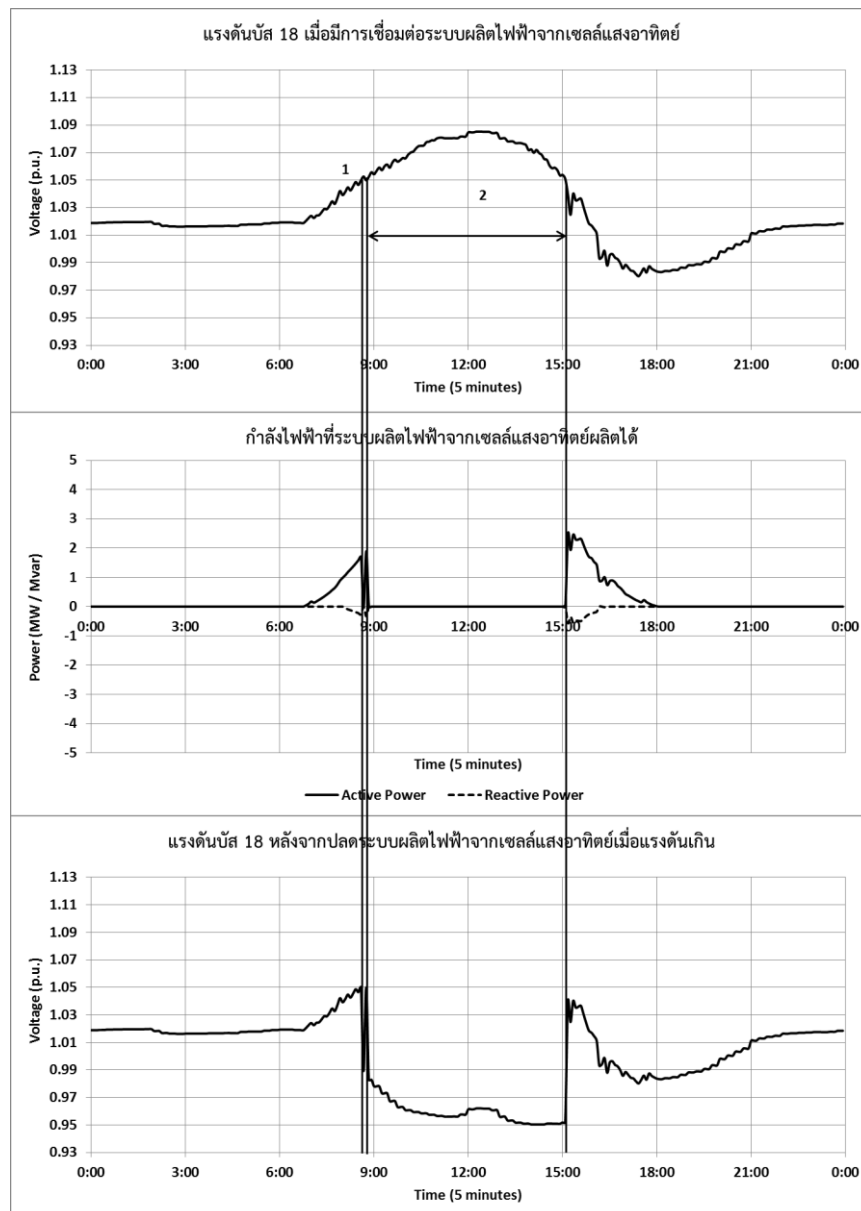 แรงดันบัส 18 เมื่อมีการเชื่อมต่อระบบผลิตไฟฟ้าจากเซลล์แสงอาทิตย์
Voltage (p.u.)
1.13
1.11
1.09
1.07
1.05
1.03
1.01
0.99
0.97
0.95
0.93
1
2
0:00 3:00 6:00 9:00 12:00 15:00 18:00 21:00 0:00
Time (5 minutes)
กำลังไฟฟ้าที่ระบบผลิตไฟฟ้าจากเซลล์แสงอาทิตย์ผลิตได้
Power (MW / Mvar)
5
4
3
2
1
0
-1
-2
-3
-4
-5
0:00 3:00 6:00 9:00 12:00 15:00 18:00 21:00 0:00
Time (5 minutes)
Active Power Reactive Power
แรงดันบัส 18 หลังจากปลดระบบผลิตไฟฟ้าจากเซลล์แสงอาทิตย์เมื่อแรงดันเกิน
Voltage (p.u.)
1.13
1.11
1.09
1.07
1.05
1.03
1.01
0.99
0.97
0.95
0.93
0:00 3:00 6:00 9:00 12:00 15:00 18:00 21:00 0:00
Time (5 minutes)